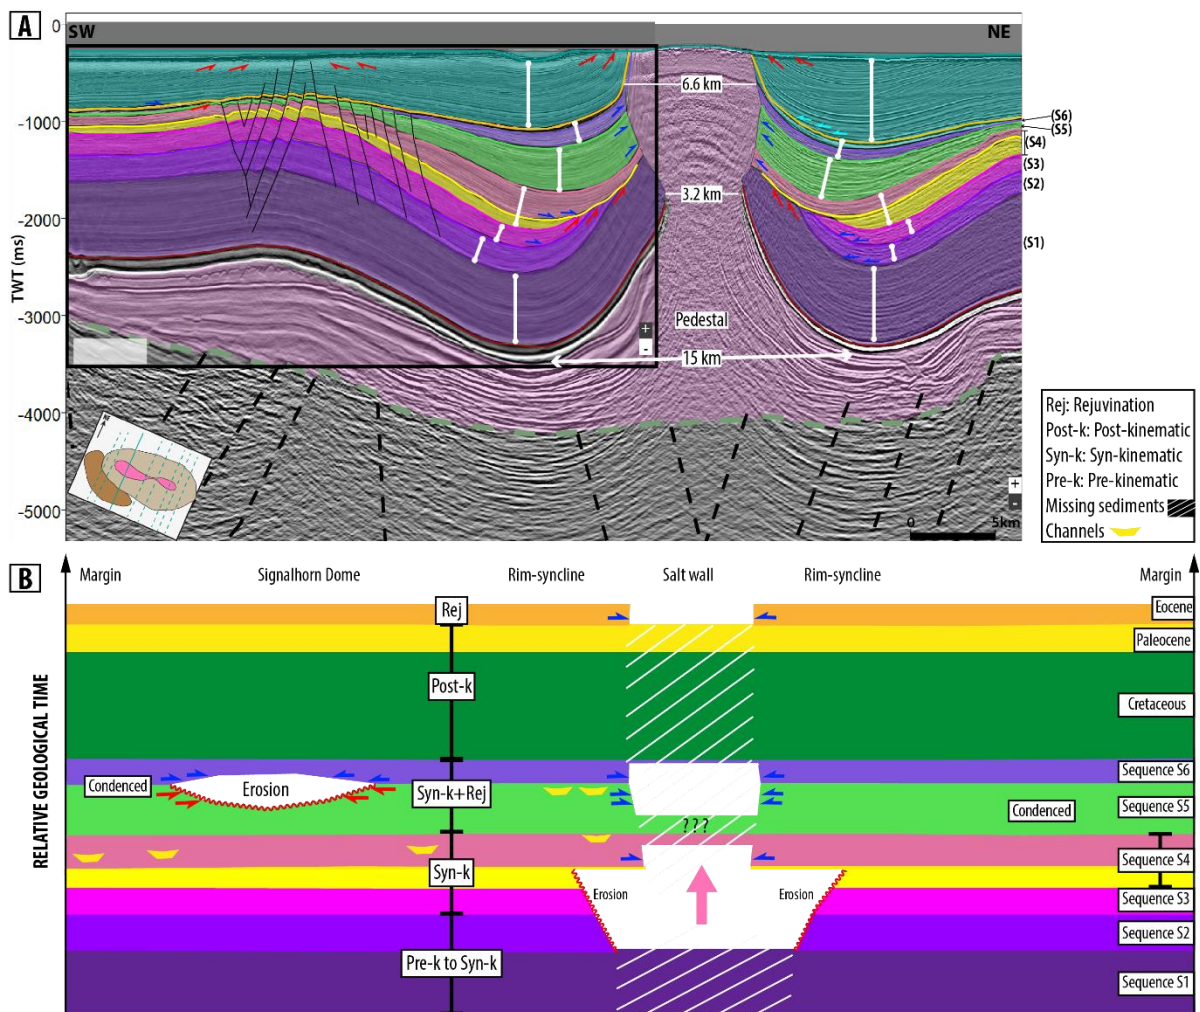 A
SW
NE
0
-1000
-2000
-3000
-4000
-5000
TWT (ms)
6.6 km
3.2 km
Pedestal
15 km
(S6)
(S5)
(S4)
(S3)
(S2)
(S1)
+
-
+
-
0 5km
Rej: Rejuvination
Post-k: Post-kinematic
Syn-k: Syn-kinematic
Pre-k: Pre-kinematic
Missing sediments
Channels
B
Margin Signalhorn Dome Rim-syncline Salt wall Rim-syncline Margin
RELATIVE GEOLOGICAL TIME
Rej
Eocene
Paleocene
Post-k
Cretaceous
Sequence S6
Condenced
Erosion
Syn-k+Rej
Condenced
Sequence S5
? ? ?
Syn-k
Sequence S4
Erosion
Erosion
Sequence S3
Sequence S2
Pre-k to Syn-k
Sequence S1